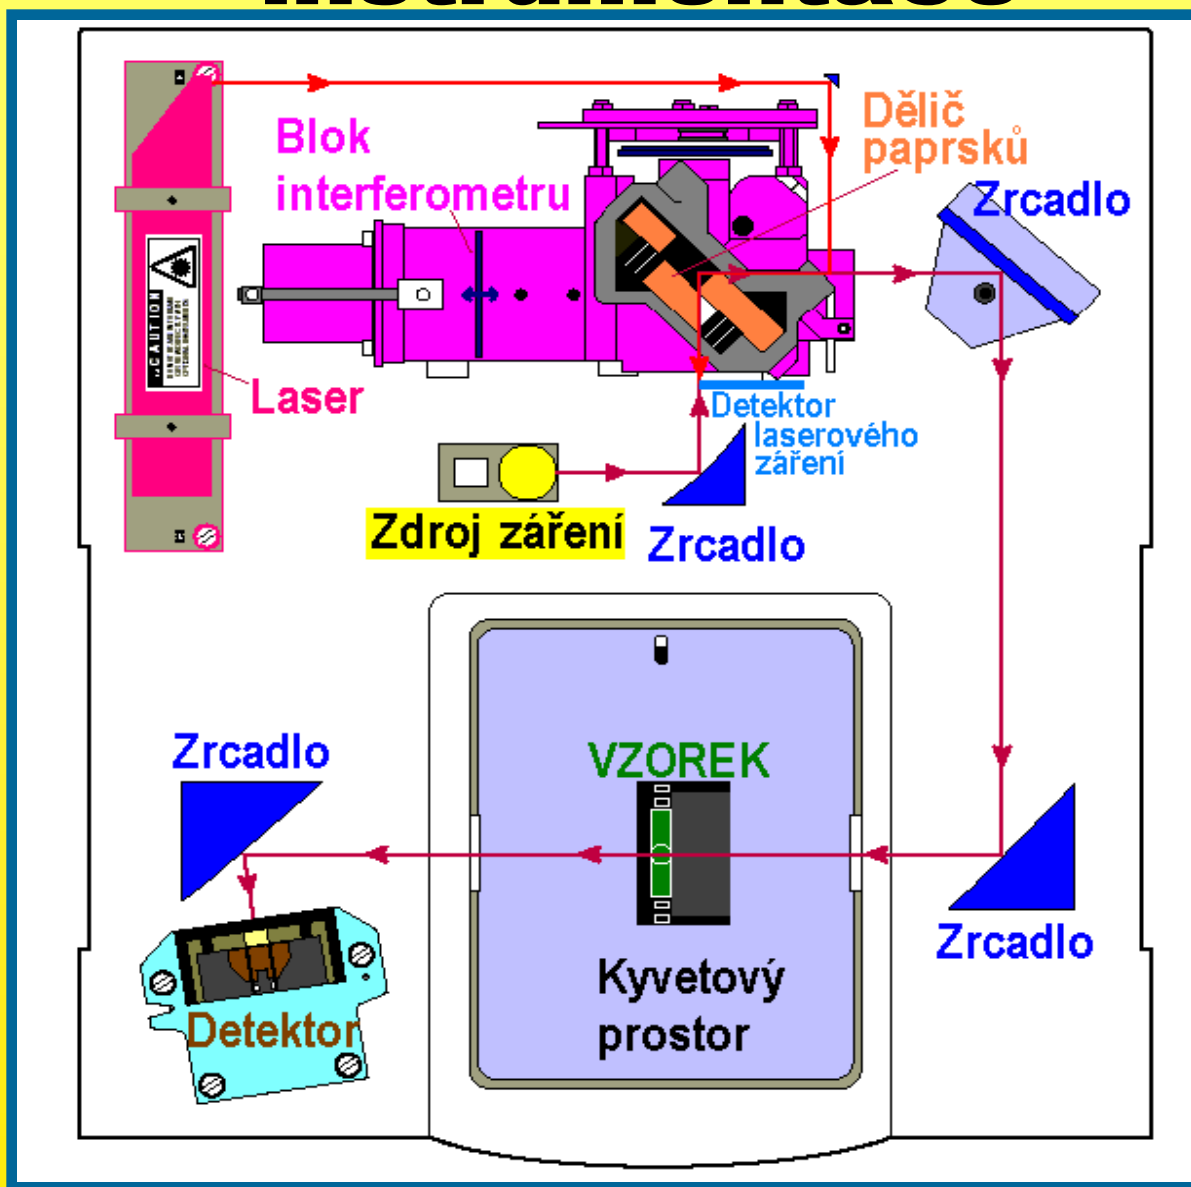 Instrumentace
Blok
interferometru
Dělič
paprsků
Zrcadlo
CAUTION
Laser
Detektor
laserového
záření
Zdroj záření
Zrcadlo
Zrcadlo
VZOREK
Zrcadlo
Kyvetový
prostor
Detektor